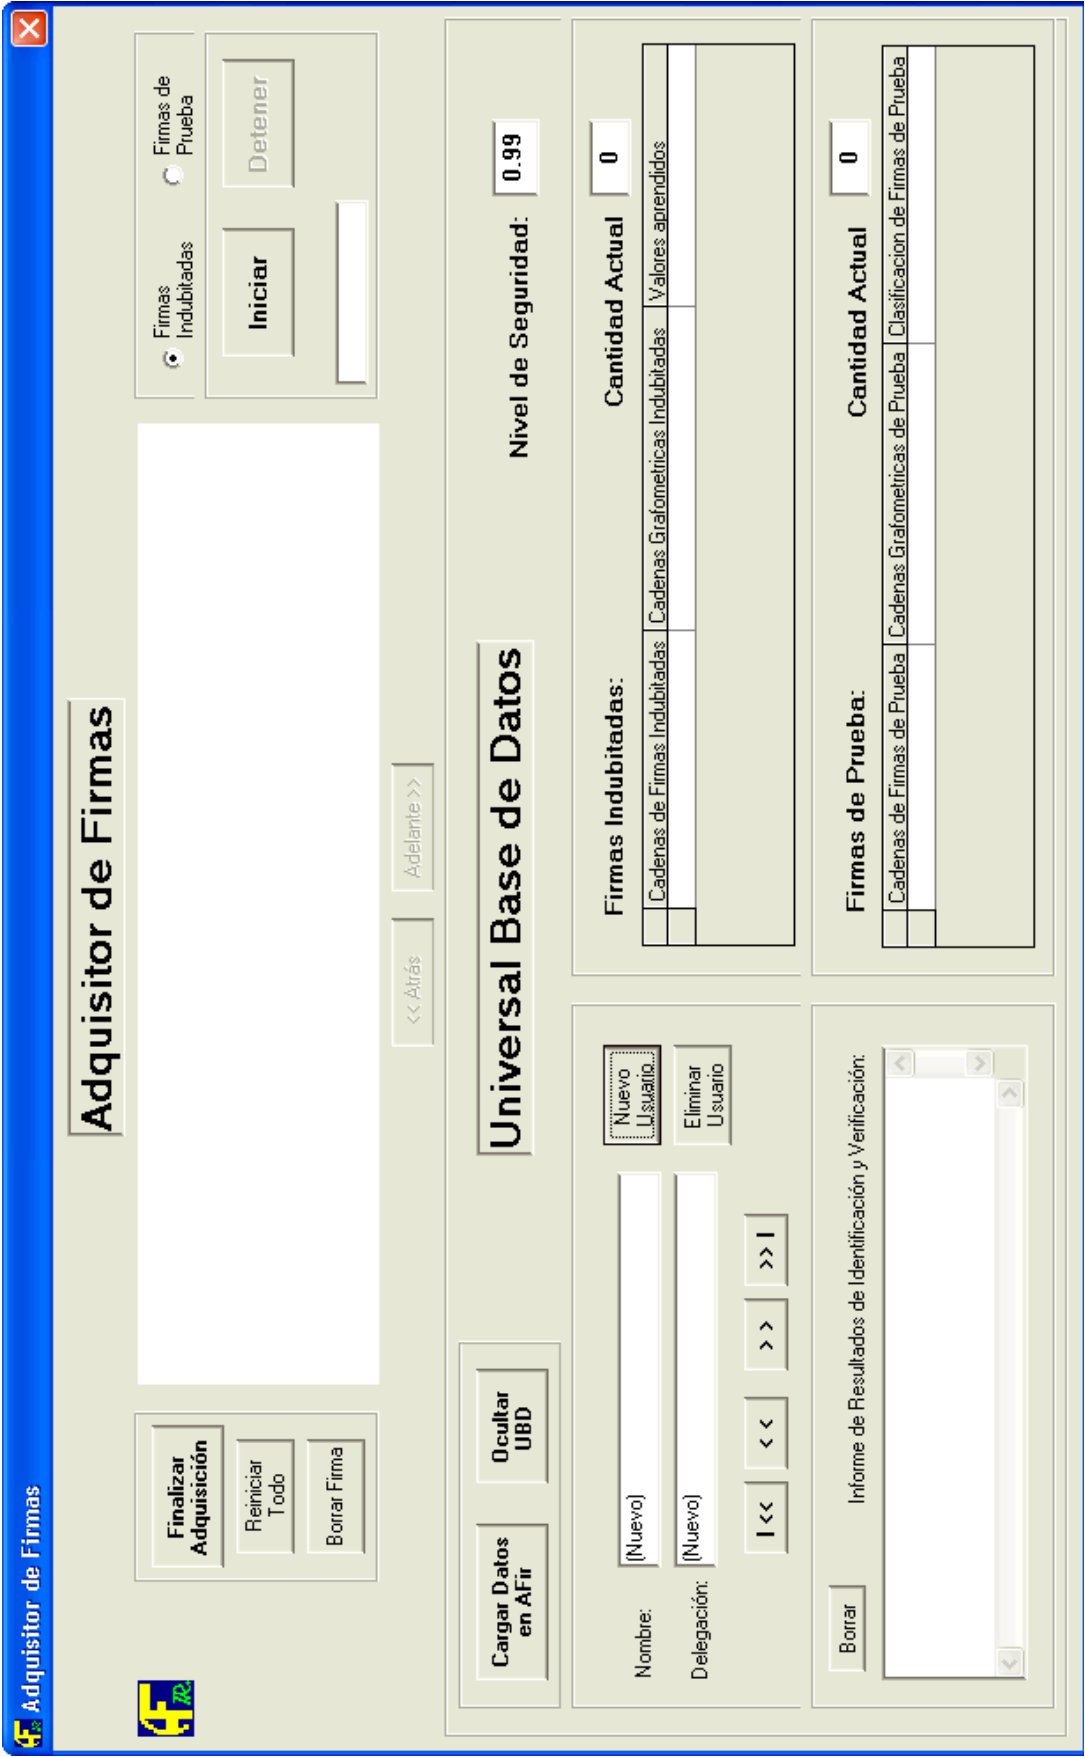 Adquisitor de Firmas
Adquisitor de Firmas
Finalizar
Adquisición
Reiniciar
Todo
Borrar Firma
Firmas
Indubitadas
Firmas de
Prueba
Iniciar
Detener
<< Atrás
Adelante >>
Cargar Datos
en AFir
Ocultar
UBD
Universal Base de Datos
Nivel de Seguridad:
0.99
Nombre:
(Nuevo)
Nuevo
Usuario
Delegación:
(Nuevo)
Eliminar
Usuario
I << << >> >> I
Firmas Indubitadas:
Cantidad Actual
0
Cadenas de Firmas Indubitadas
Cadenas Grafometricas Indubitadas
Valores aprendidos
Borrar
Informe de Resultados de Identificación y Verificación:
Firmas de Prueba:
Cantidad Actual
0
Cadenas de Firmas de Prueba
Cadenas Grafometricas de Prueba
Clasificacion de Firmas de Prueba